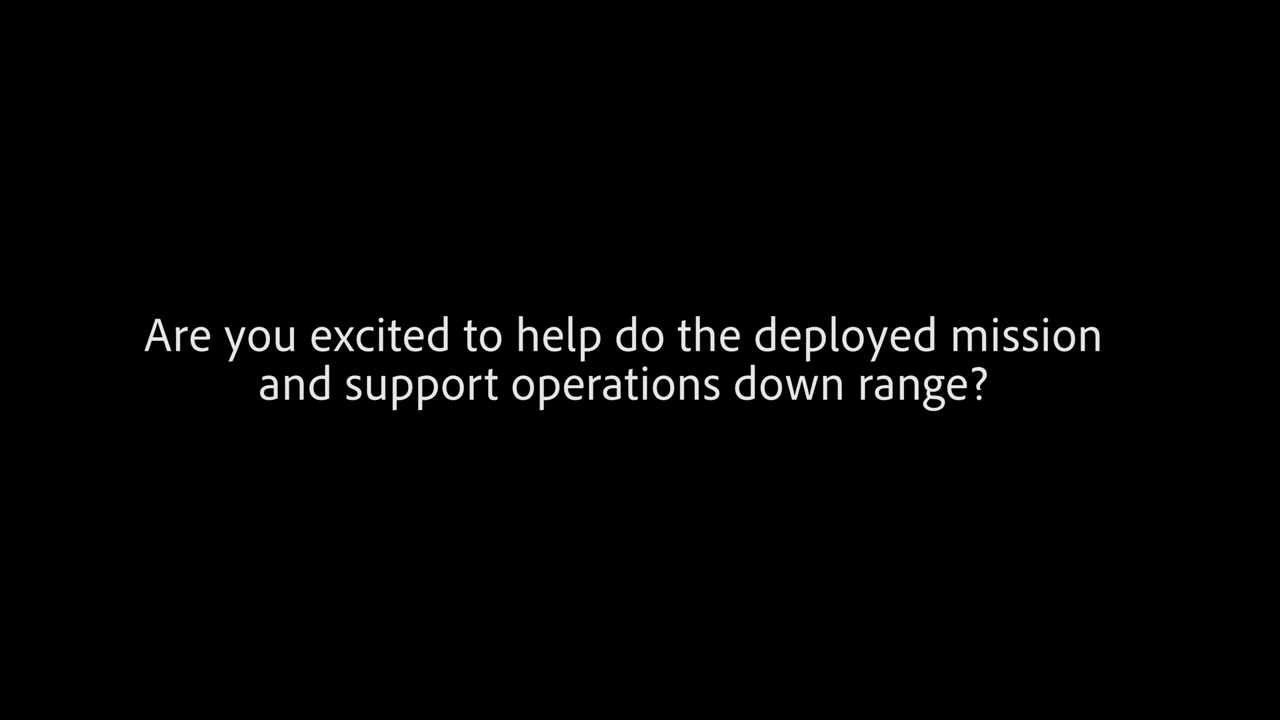 Are you excited to help do the deployed mission
and support operations down range?